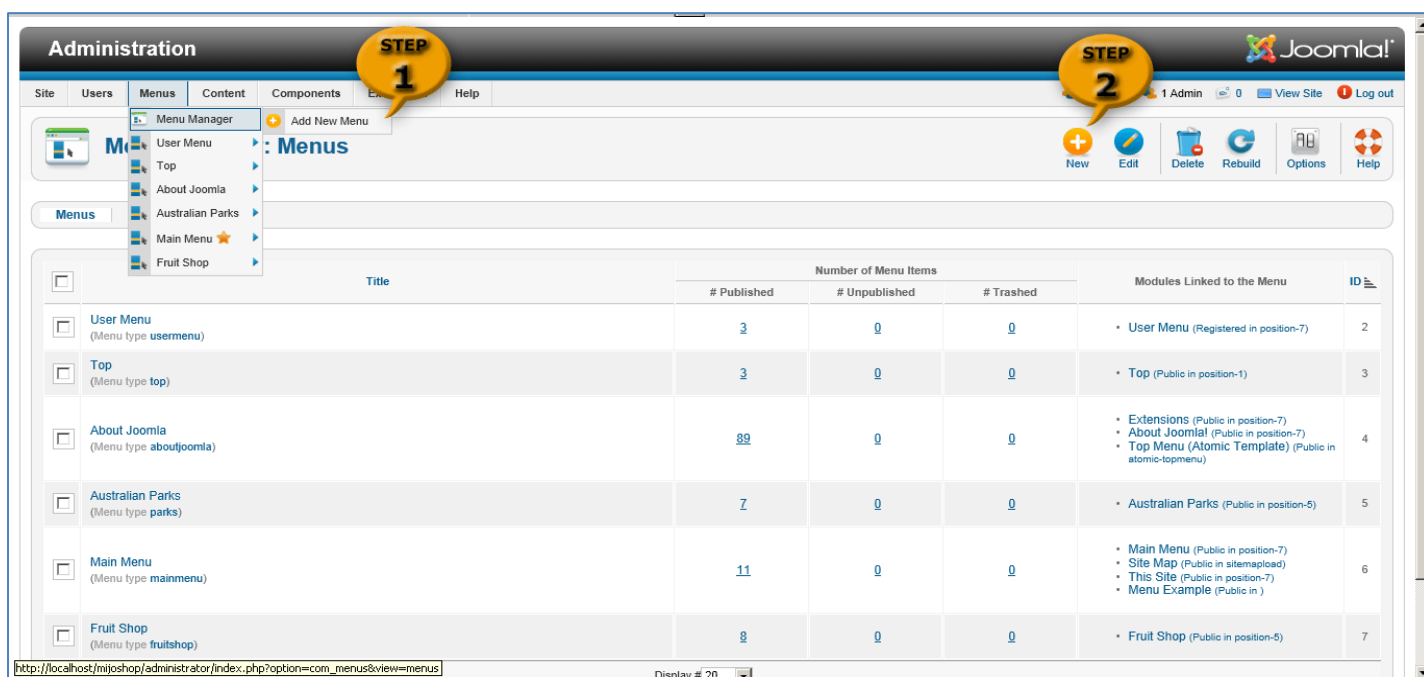 Administration
STEP
1
STEP
2
Joomla!
Site Users Menus Content Components Help
1 Admin 0 View Site Log out
Menu Manager
Add New Menu
: Menus
User Menu
Top
About Joomla
Australian Parks
Main Menu
Fruit Shop
New Edit Delete Rebuild Options Help
Menus
Title
Number of Menu Items
# Published # Unpublished # Trashed
Modules Linked to the Menu
ID
User Menu
(Menu type usermenu)
3 0 0
• User Menu (Registered in position-7)
2
Top
(Menu type top)
3 0 0
• Top (Public in position-1)
3
About Joomla
(Menu type aboutjoomla)
89 0 0
• Extensions (Public in position-7)
• About Joomla! (Public in position-7)
• Top Menu (Atomic Template) (Public in
atomic-topmenu)
4
Australian Parks
(Menu type parks)
7 0 0
• Australian Parks (Public in position-5)
5
Main Menu
(Menu type mainmenu)
11 0 0
• Main Menu (Public in position-7)
• Site Map (Public in sitemapload)
• This Site (Public in position-7)
• Menu Example (Public in )
6
Fruit Shop
(Menu type fruitshop)
8 0 0
• Fruit Shop (Public in position-5)
7
http://localhost/mijoshop/administrator/index.php?option=com_menus&view=menus
Display # 20